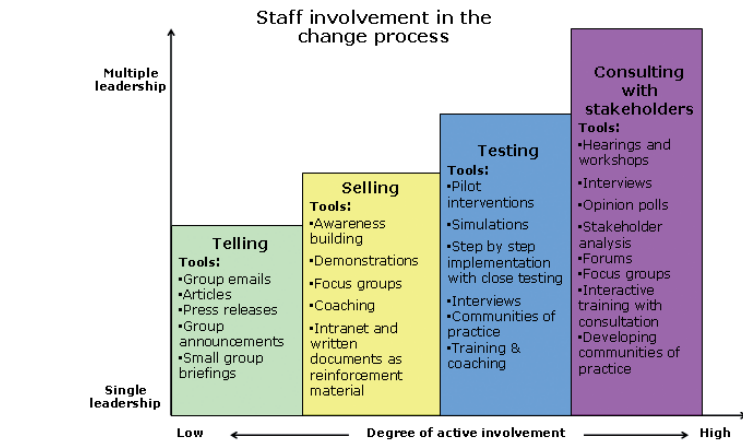 Staff involvement in the
change process
Multiple
leadership
Single
leadership
Telling
Tools:
▪Group emails
▪Articles
▪Press releases
▪Group
announcements
▪Small group
briefings
Selling
Tools:
▪Awareness
building
▪Demonstrations
▪Focus groups
▪Coaching
▪Intranet and
written
documents as
reinforcement
material
Testing
Tools:
▪Pilot
interventions
▪Simulations
▪Step by step
implementation
with close testing
▪Interviews
▪Communities of
practice
▪Training &
coaching
Consulting
with
stakeholders
Tools:
▪Hearings and
workshops
▪Interviews
▪Opinion polls
▪Stakeholder
analysis
▪Forums
▪Focus groups
▪Interactive
training with
consultation
▪Developing
communities of
practice
Low
Degree of active involvement
High